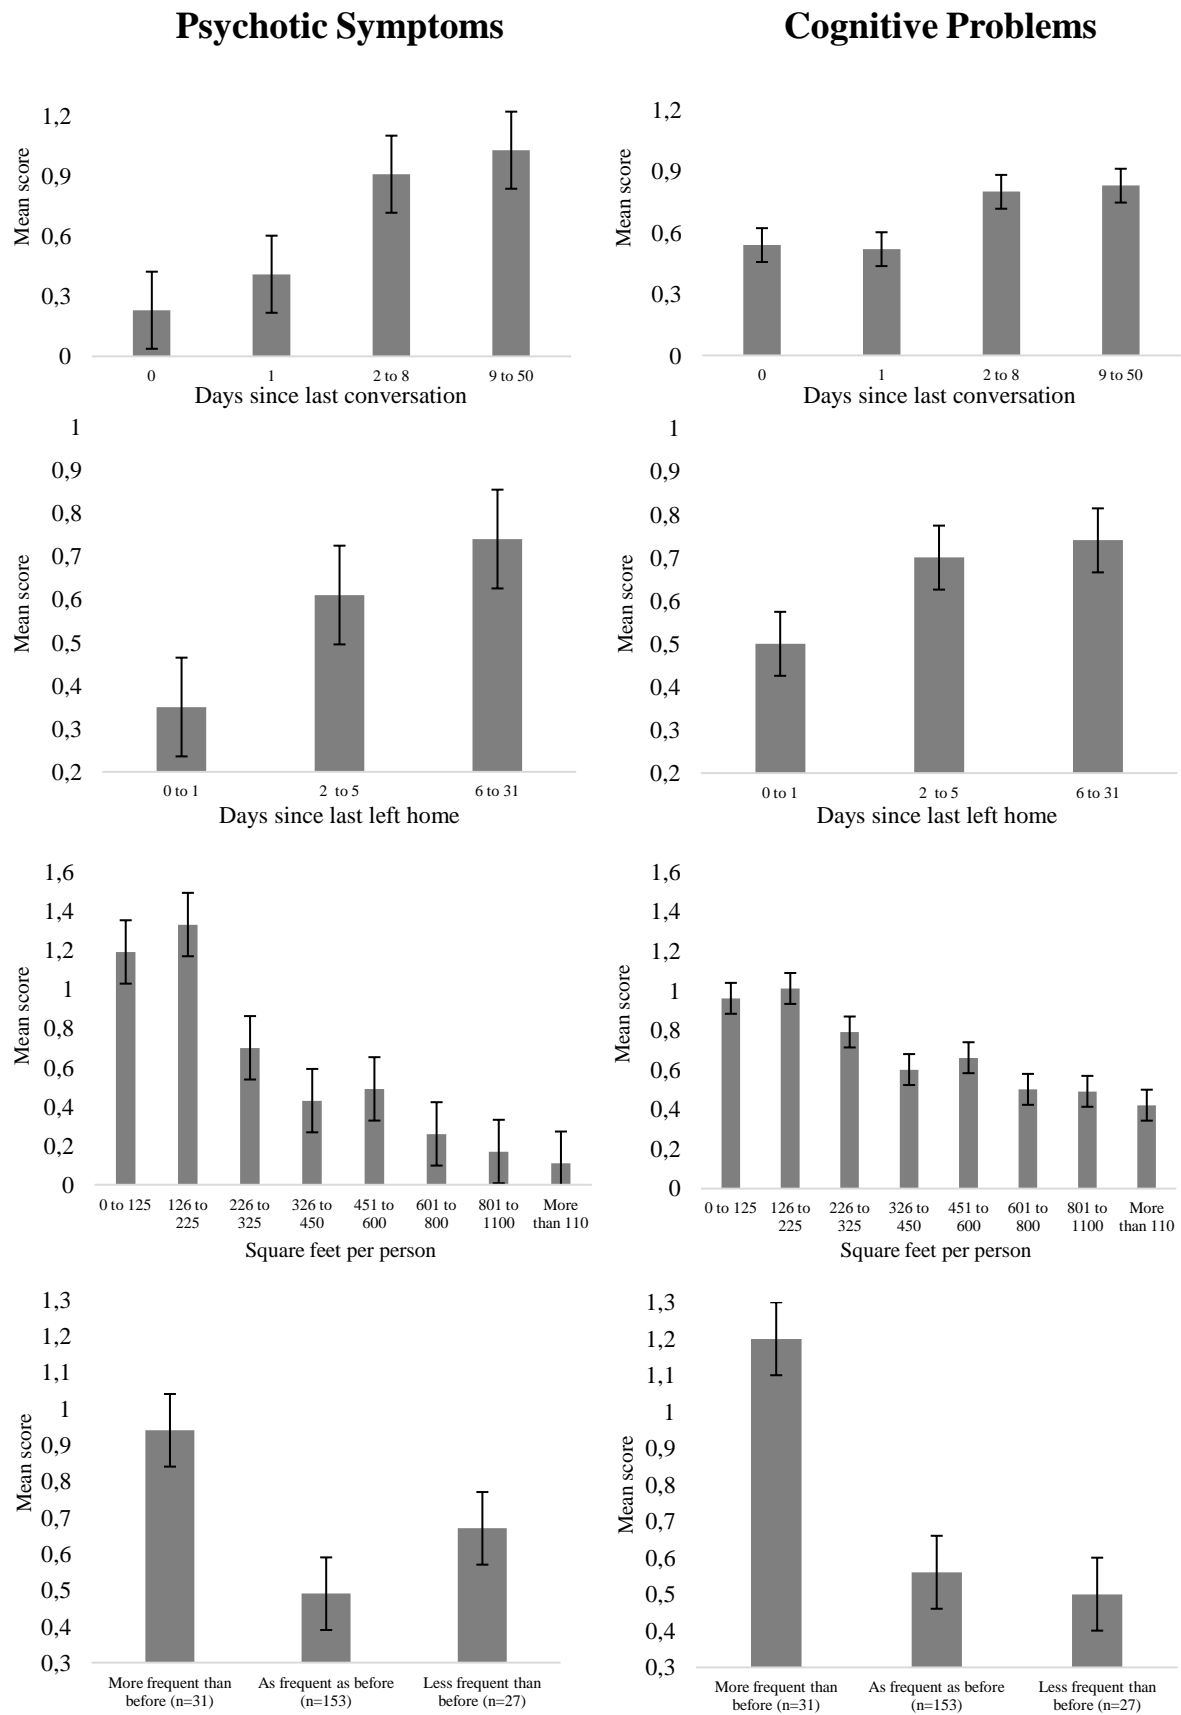 Psychotic Symptoms
Cognitive Problems
Mean score
1,2
0,9
0,6
0,3
0
0
1
2 to 8
9 to 50
Days since last conversation
Mean score
1,2
0,9
0,6
0,3
0
0
1
2 to 8
9 to 50
Days since last conversation
Mean score
1
0,9
0,8
0,7
0,6
0,5
0,4
0,3
0,2
0 to 1
2 to 5
6 to 31
Days since last left home
Mean score
1
0,9
0,8
0,7
0,6
0,5
0,4
0,3
0,2
0 to 1
2 to 5
6 to 31
Days since last left home
Mean score
1,6
1,4
1,2
1
0,8
0,6
0,4
0,2
0
0 to 125
126 to
225
226 to
325
326 to
450
451 to
600
601 to
800
801 to
1100
More
than 110
Square feet per person
Mean score
1,6
1,4
1,2
1
0,8
0,6
0,4
0,2
0
0 to 125
126 to
225
226 to
325
326 to
450
451 to
600
601 to
800
801 to
1100
More
than 110
Square feet per person
Mean score
1,3
1,2
1,1
1
0,9
0,8
0,7
0,6
0,5
0,4
0,3
More frequent than
before (n=31)
As frequent as before
(n=153)
Less frequent than
before (n=27)
Mean score
1,3
1,2
1,1
1
0,9
0,8
0,7
0,6
0,5
0,4
0,3
More frequent than
before (n=31)
As frequent as before
(n=153)
Less frequent than
before (n=27)